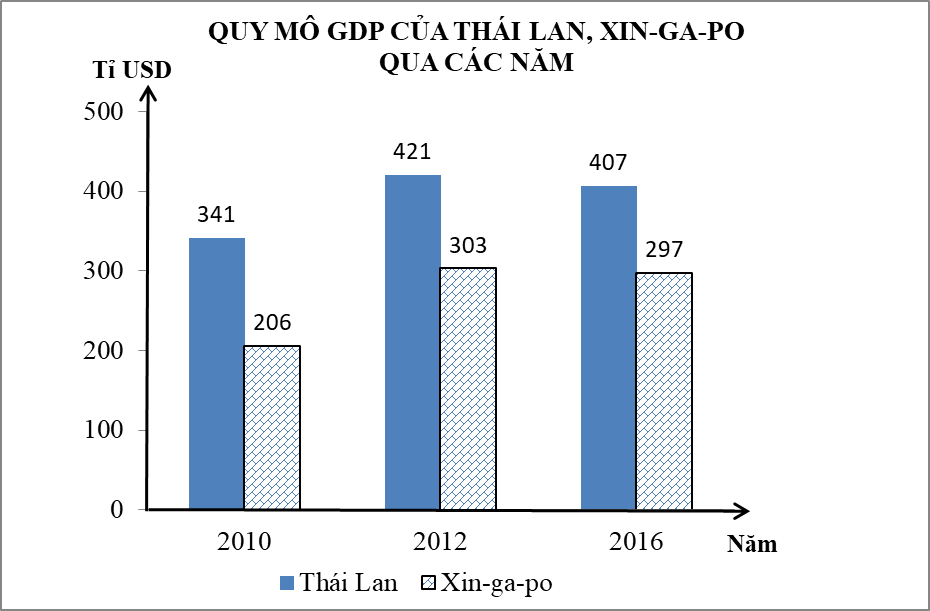 QUY MÔ GDP CỦA THÁI LAN, XIN-GA-PO
QUA CÁC NĂM
Tỉ USD
500
400
300
200
100
0
341
206
421
303
407
297
2010
2012
2016
Năm
Thái Lan
Xin-ga-po